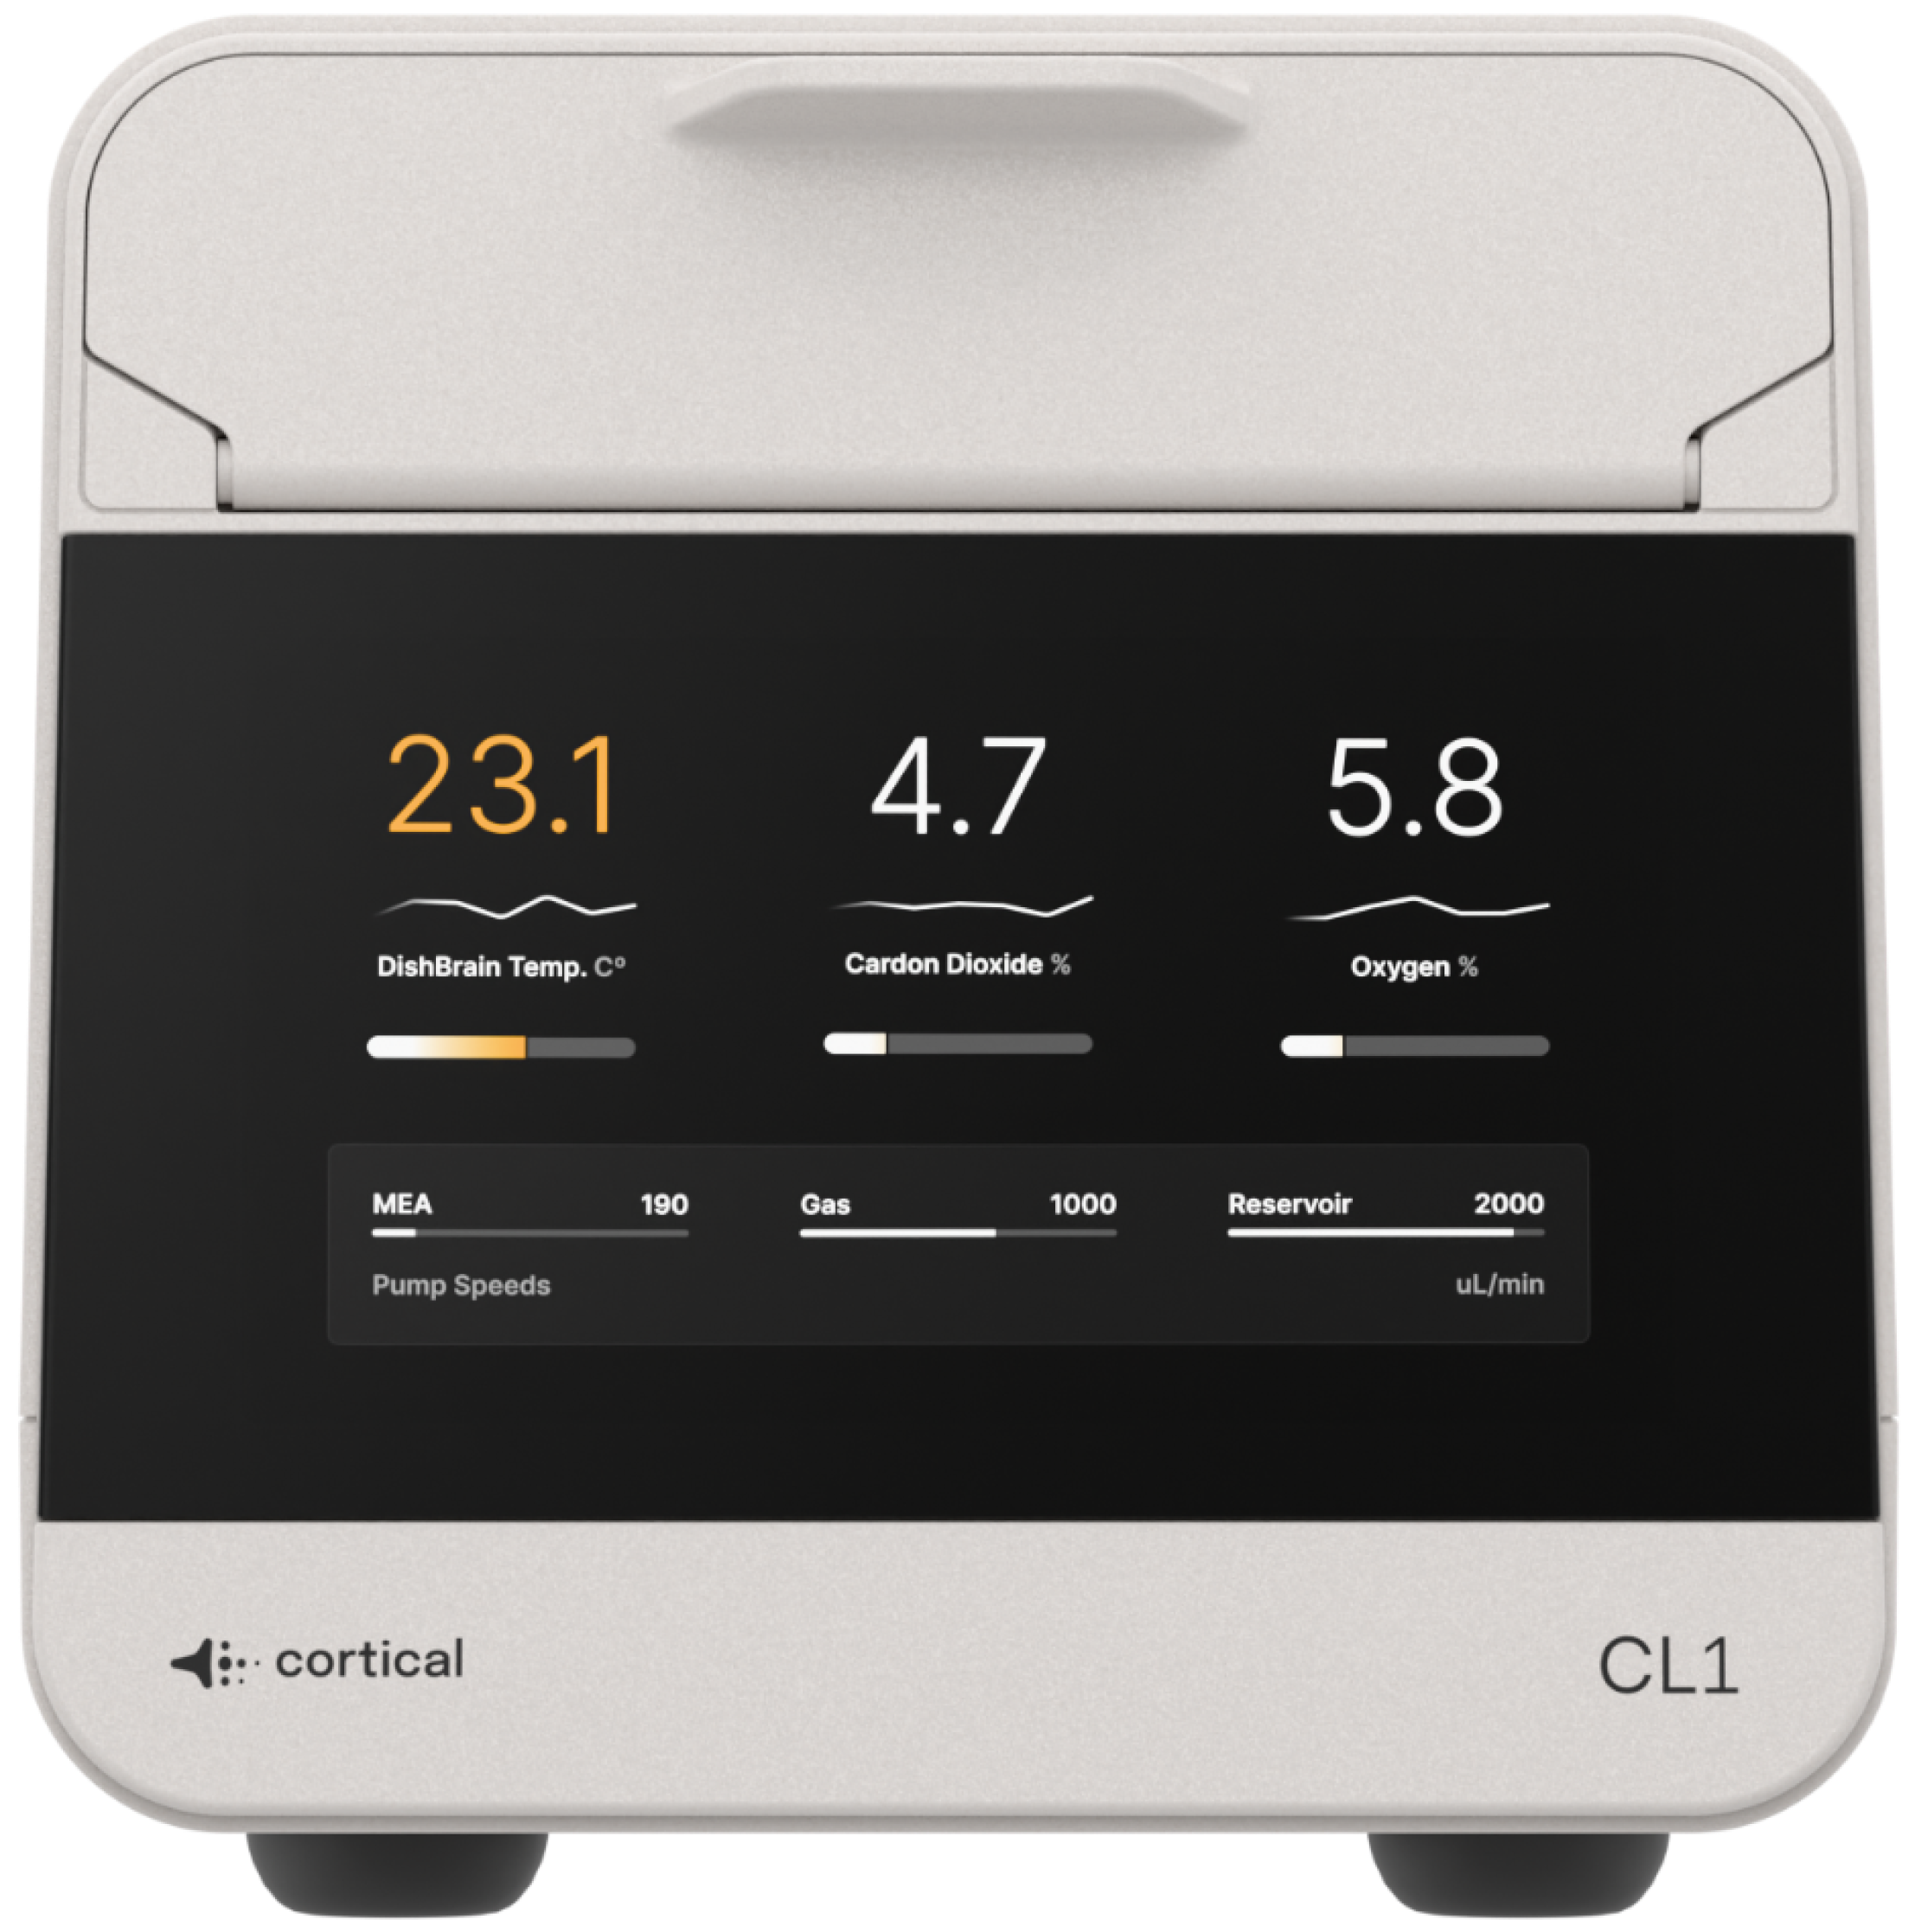 23.1 4.7 5.8
DishBrain Temp. Cº Cardon Dioxide % Oxygen %
MEA 190 Gas 1000 Reservoir 2000
Pump Speeds uL/min
cortical CL1